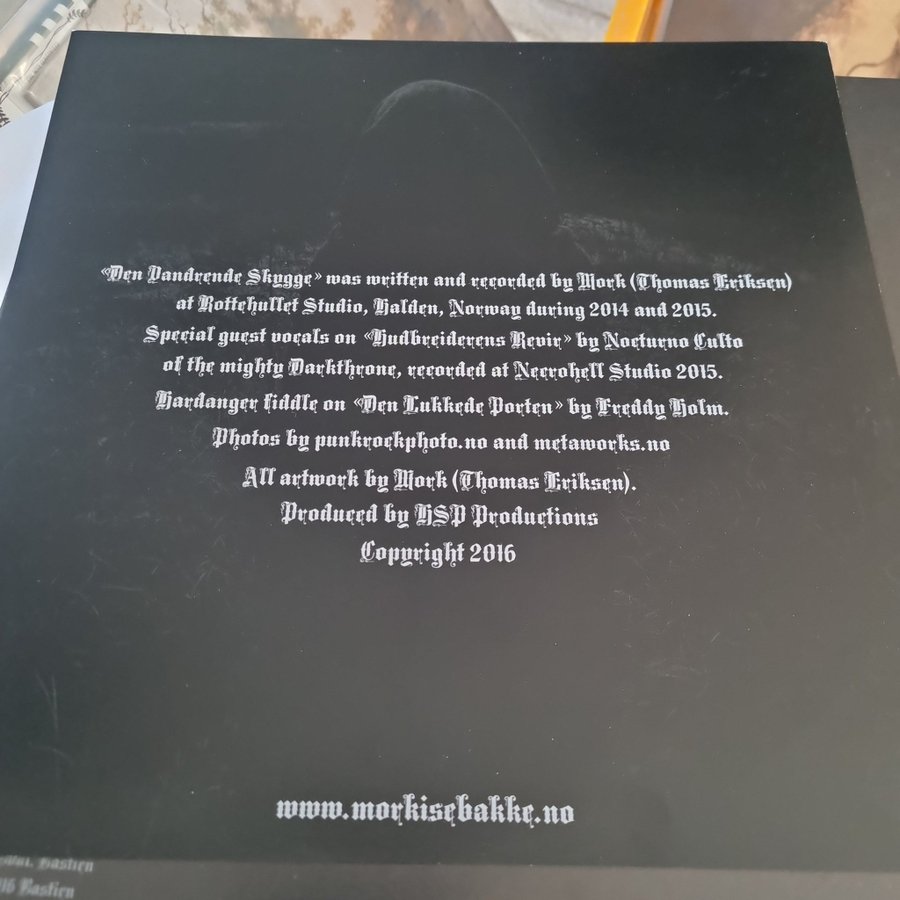 «Den Vandrende Skygge» was written and recorded by Mork (Thomas Eriksen)
at Rottehullet Studio, Halden, Norway during 2014 and 2015.
Special guest vocals on «Hudbreiderens Revir» by Nocturno Culto
of the mighty Darkthrone, recorded at Necrohell Studio 2015.
Hardanger fiddle on «Den Lukkede Porten» by Freddy Holm.
Photos by punkrockphoto.no and metaworks.no
All artwork by Mork (Thomas Eriksen).
Produced by HSP Productions
Copyright 2016
www.morkisebakke.no
Bastien
16 Bastien